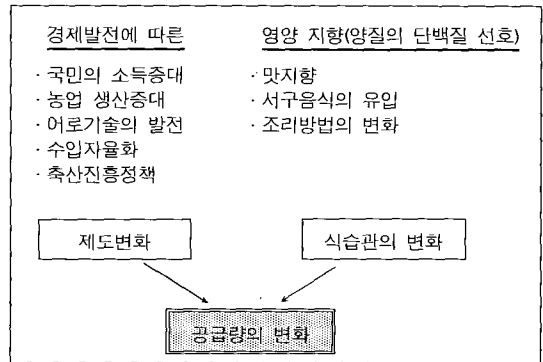 경제발전에 따른
· 국민의 소득증대
· 농업 생산증대
· 어로기술의 발전
· 수입자율화
· 축산진흥정책
영양 지향(양질의 단백질 선호)
· 맛지향
· 서구음식의 유입
· 조리방법의 변화
제도변화
식습관의 변화
공급량의 변화